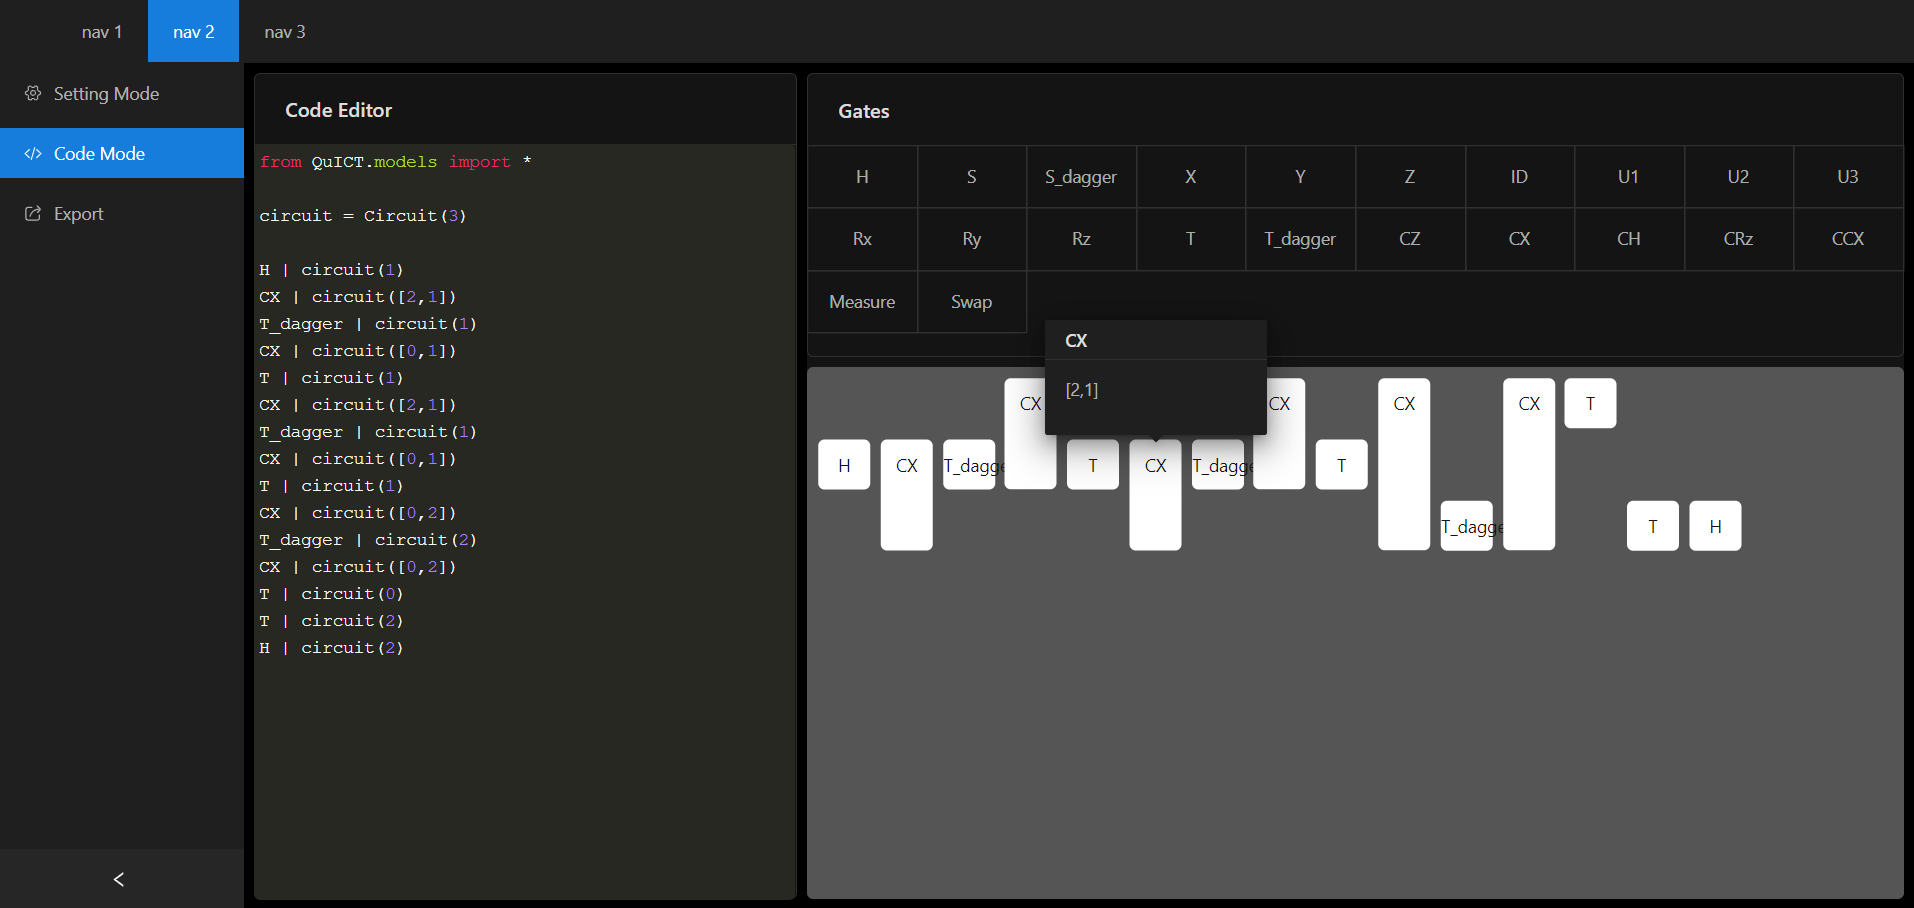 nav 1 nav 2 nav 3
Setting Mode
Code Mode
Export
Code Editor
from QuICT.models import *
circuit = Circuit(3)
H | circuit(1)
CX | circuit([2,1])
T_dagger | circuit(1)
CX | circuit([0,1])
T | circuit(1)
CX | circuit([2,1])
T_dagger | circuit(1)
CX | circuit([0,1])
T | circuit(1)
CX | circuit([0,2])
T_dagger | circuit(2)
CX | circuit([0,2])
T | circuit(0)
T | circuit(2)
H | circuit(2)
Gates
H S S_dagger X Y Z ID U1 U2 U3
Rx Ry Rz T T_dagger CZ CX CH CRz CCX
Measure Swap
CX
[2,1]
CX CX CX CX T
H CX T_dagge T CX T_dagge T
T_dagge T H